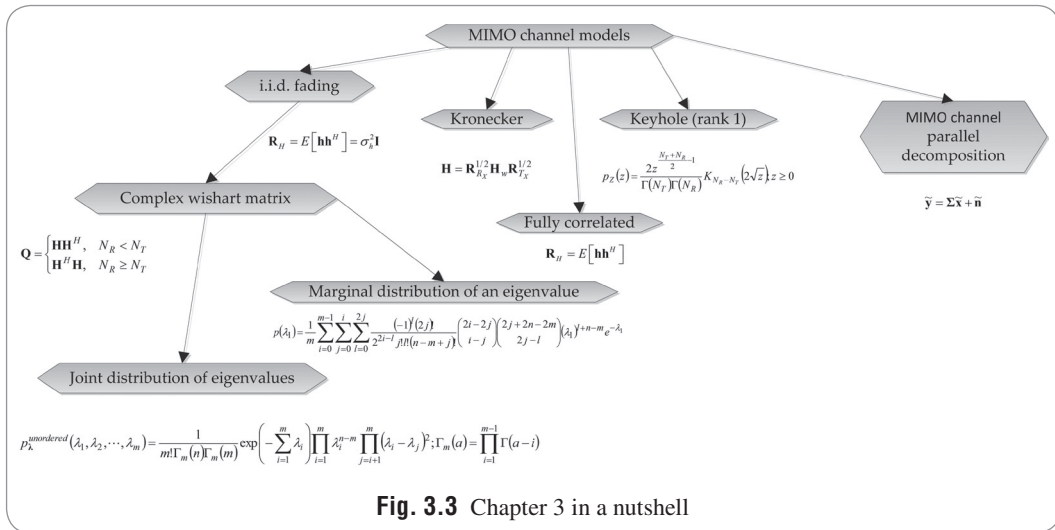 MIMO channel models
i.i.d. fading
Kronecker
Keyhole (rank 1)
MIMO channel
parallel
decomposition
R_H = E[hh^H] = σ_h^2 I
H = R_{R_X}^{1/2} H_w R_{T_X}^{1/2}
p_Z(z) = \frac{2z^{\frac{N_T+N_R}{2}-1}}{Γ(N_T)Γ(N_R)} K_{N_R-N_T}(2\sqrt{z}); z ≥ 0
ỹ = Σx̃ + ñ
Complex wishart matrix
Fully correlated
Q = { HH^H, N_R < N_T
H^H H, N_R ≥ N_T
R_H = E[hh^H]
Marginal distribution of an eigenvalue
p(λ_1) = \frac{1}{m} \sum_{i=0}^{m-1} \sum_{j=0}^{i} \sum_{l=0}^{2j} \frac{(-1)^l (2j)!}{2^{2i-l} j! l! (n-m+j)!} \binom{2i-2j}{i-j} \binom{2j+2n-2m}{2j-l} (λ_1)^{l+n-m} e^{-λ_1}
Joint distribution of eigenvalues
p_λ^{unordered}(λ_1, λ_2, ⋯, λ_m) = \frac{1}{m! Γ_m(n) Γ_m(m)} exp(-\sum_{i=1}^{m} λ_i) \prod_{i=1}^{m} λ_i^{n-m} \prod_{j=i+1}^{m} (λ_i - λ_j)^2; Γ_m(a) = \prod_{i=1}^{m-1} Γ(a-i)
Fig. 3.3 Chapter 3 in a nutshell